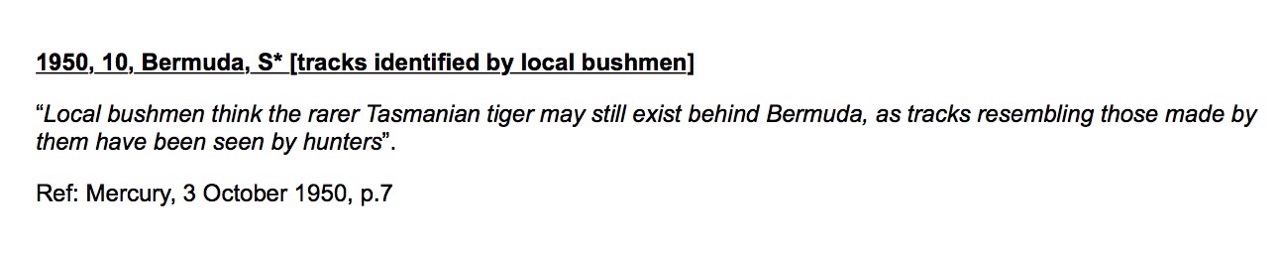 1950, 10, Bermuda, S* [tracks identified by local bushmen]
“Local bushmen think the rarer Tasmanian tiger may still exist behind Bermuda, as tracks resembling those made by
them have been seen by hunters”.
Ref: Mercury, 3 October 1950, p.7